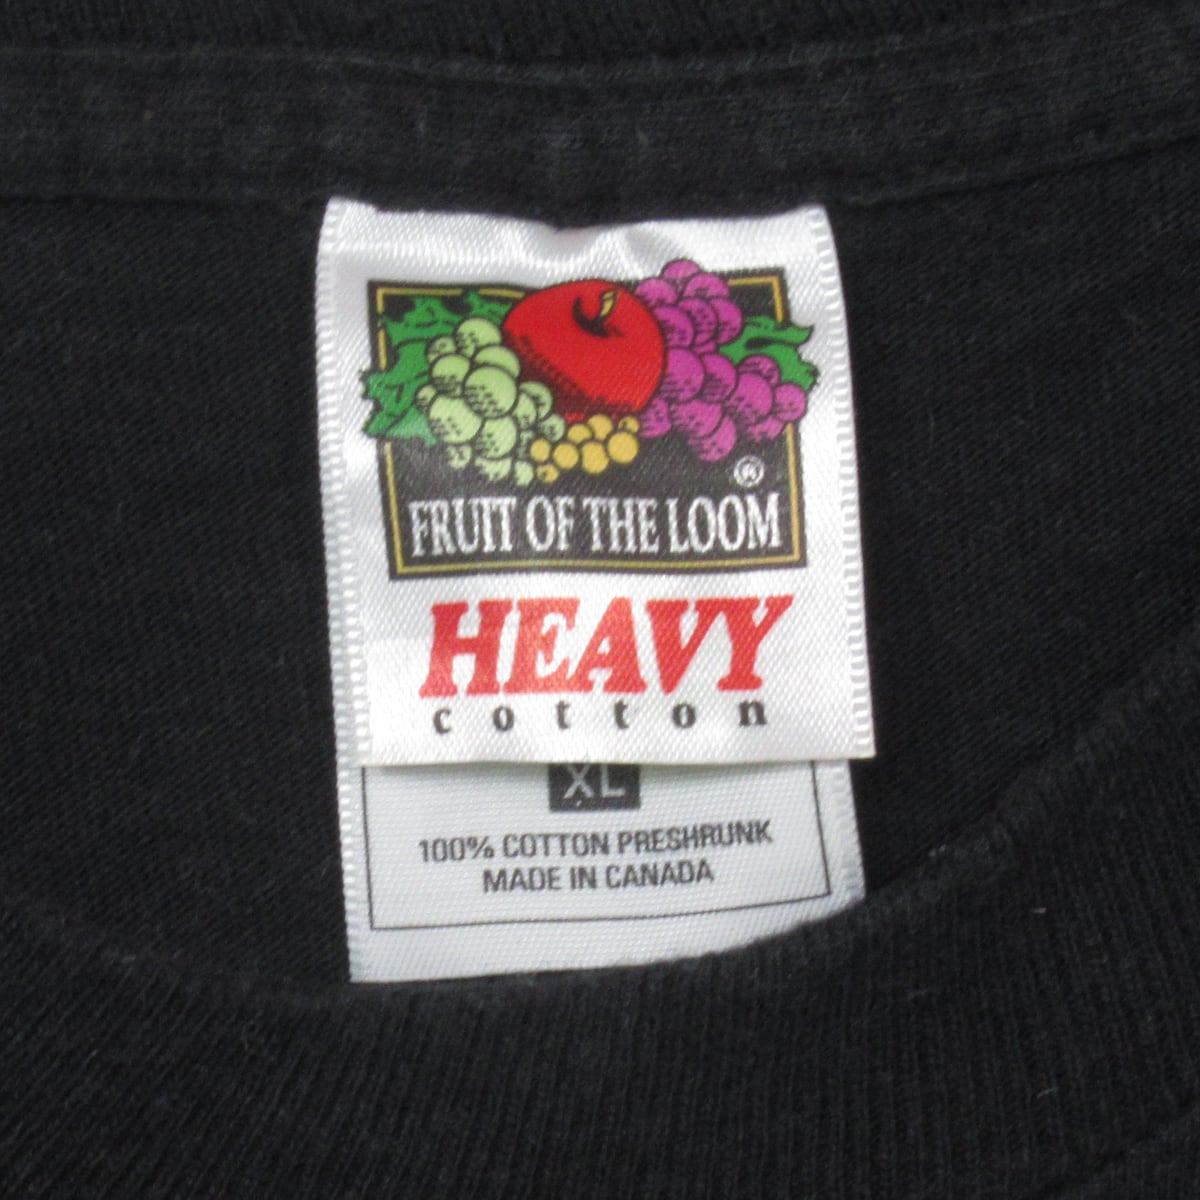 ®
FRUIT OF THE LOOM
HEAVY
cotton
XL
100% COTTON PRESHRUNK
MADE IN CANADA